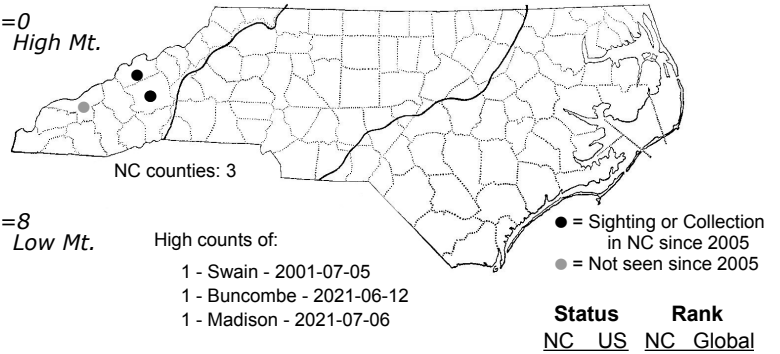 =0
High Mt.
NC counties: 3
=8
Low Mt.
High counts of:
1 - Swain - 2001-07-05
1 - Buncombe - 2021-06-12
1 - Madison - 2021-07-06
● = Sighting or Collection
in NC since 2005
● = Not seen since 2005
Status Rank
NC US NC Global